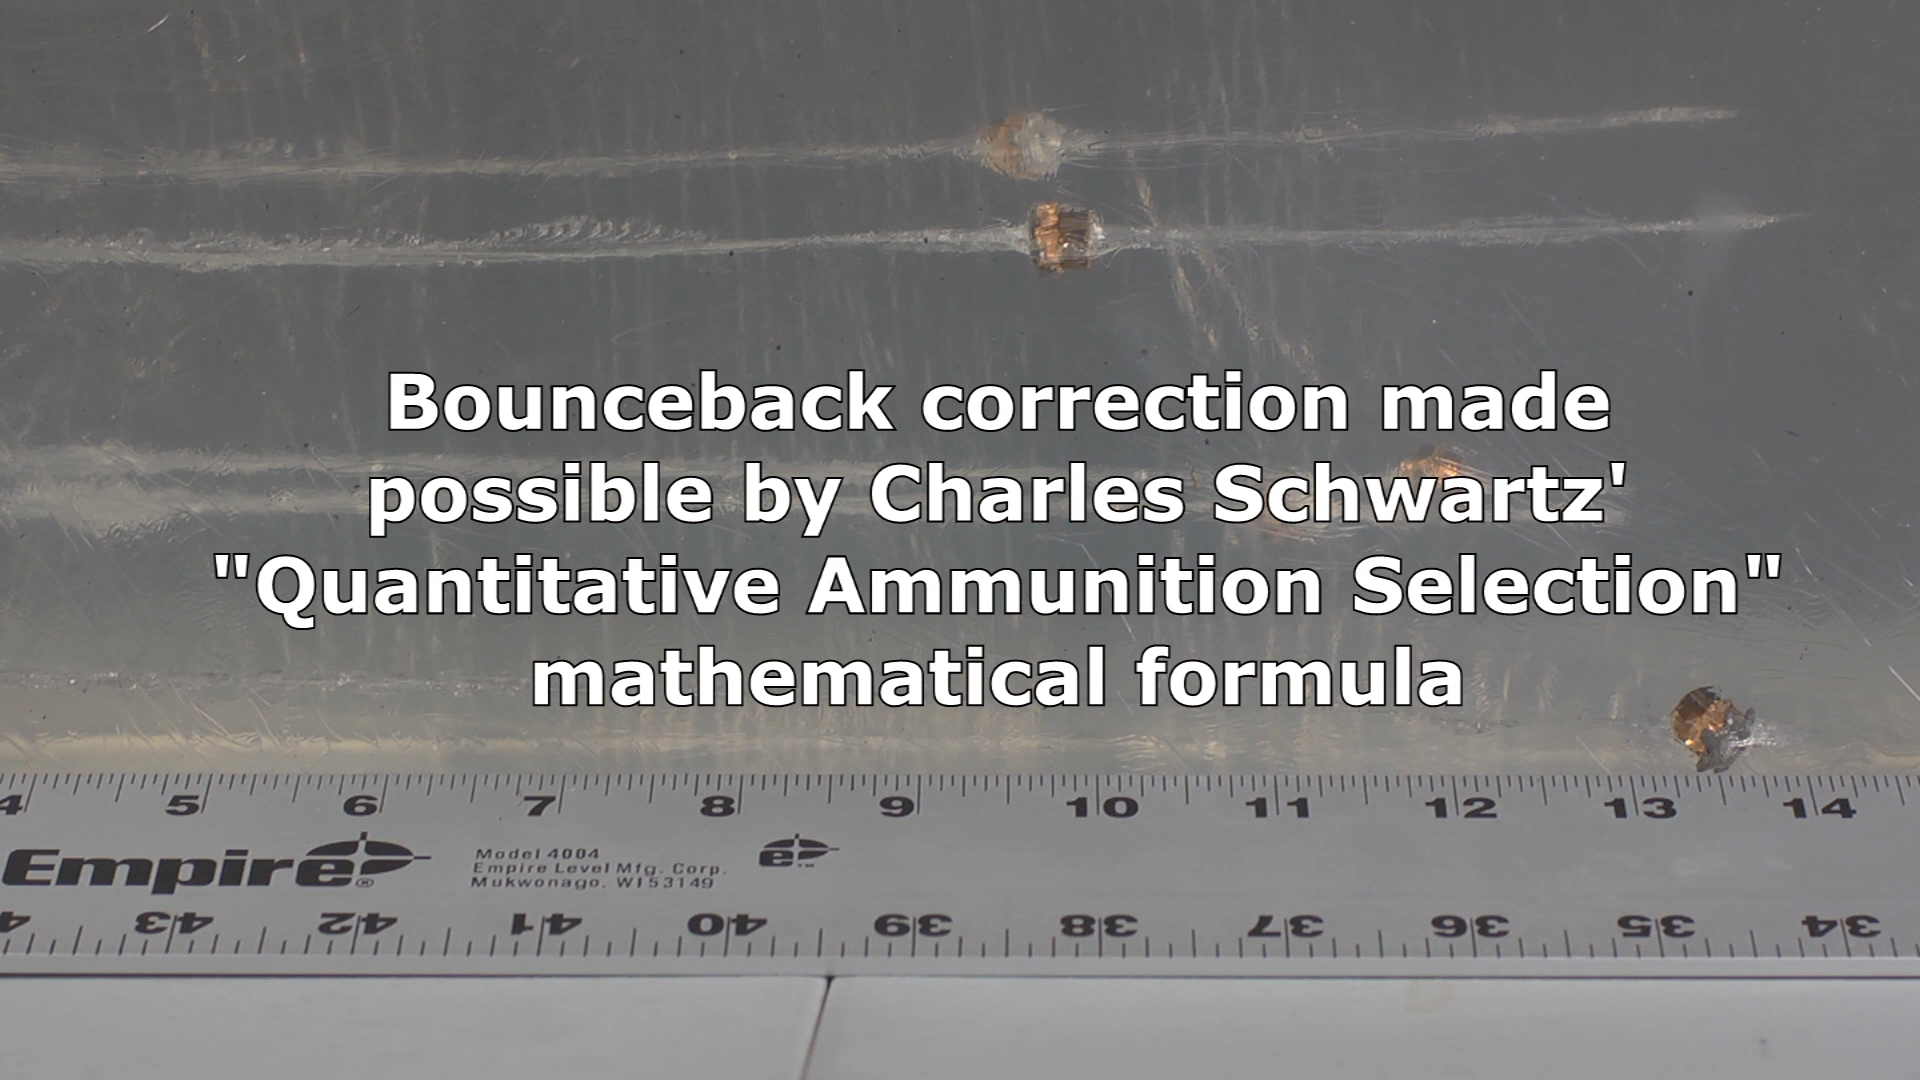 Bounceback correction made
possible by Charles Schwartz'
"Quantitative Ammunition Selection"
mathematical formula
4 5 6 7 8 9 10 11 12 13 14
Empire®
Model 4004
Empire Level Mfg. Corp.
Mukwonago, WI 53149
e™
4 43 42 41 40 39 38 37 36 35 34